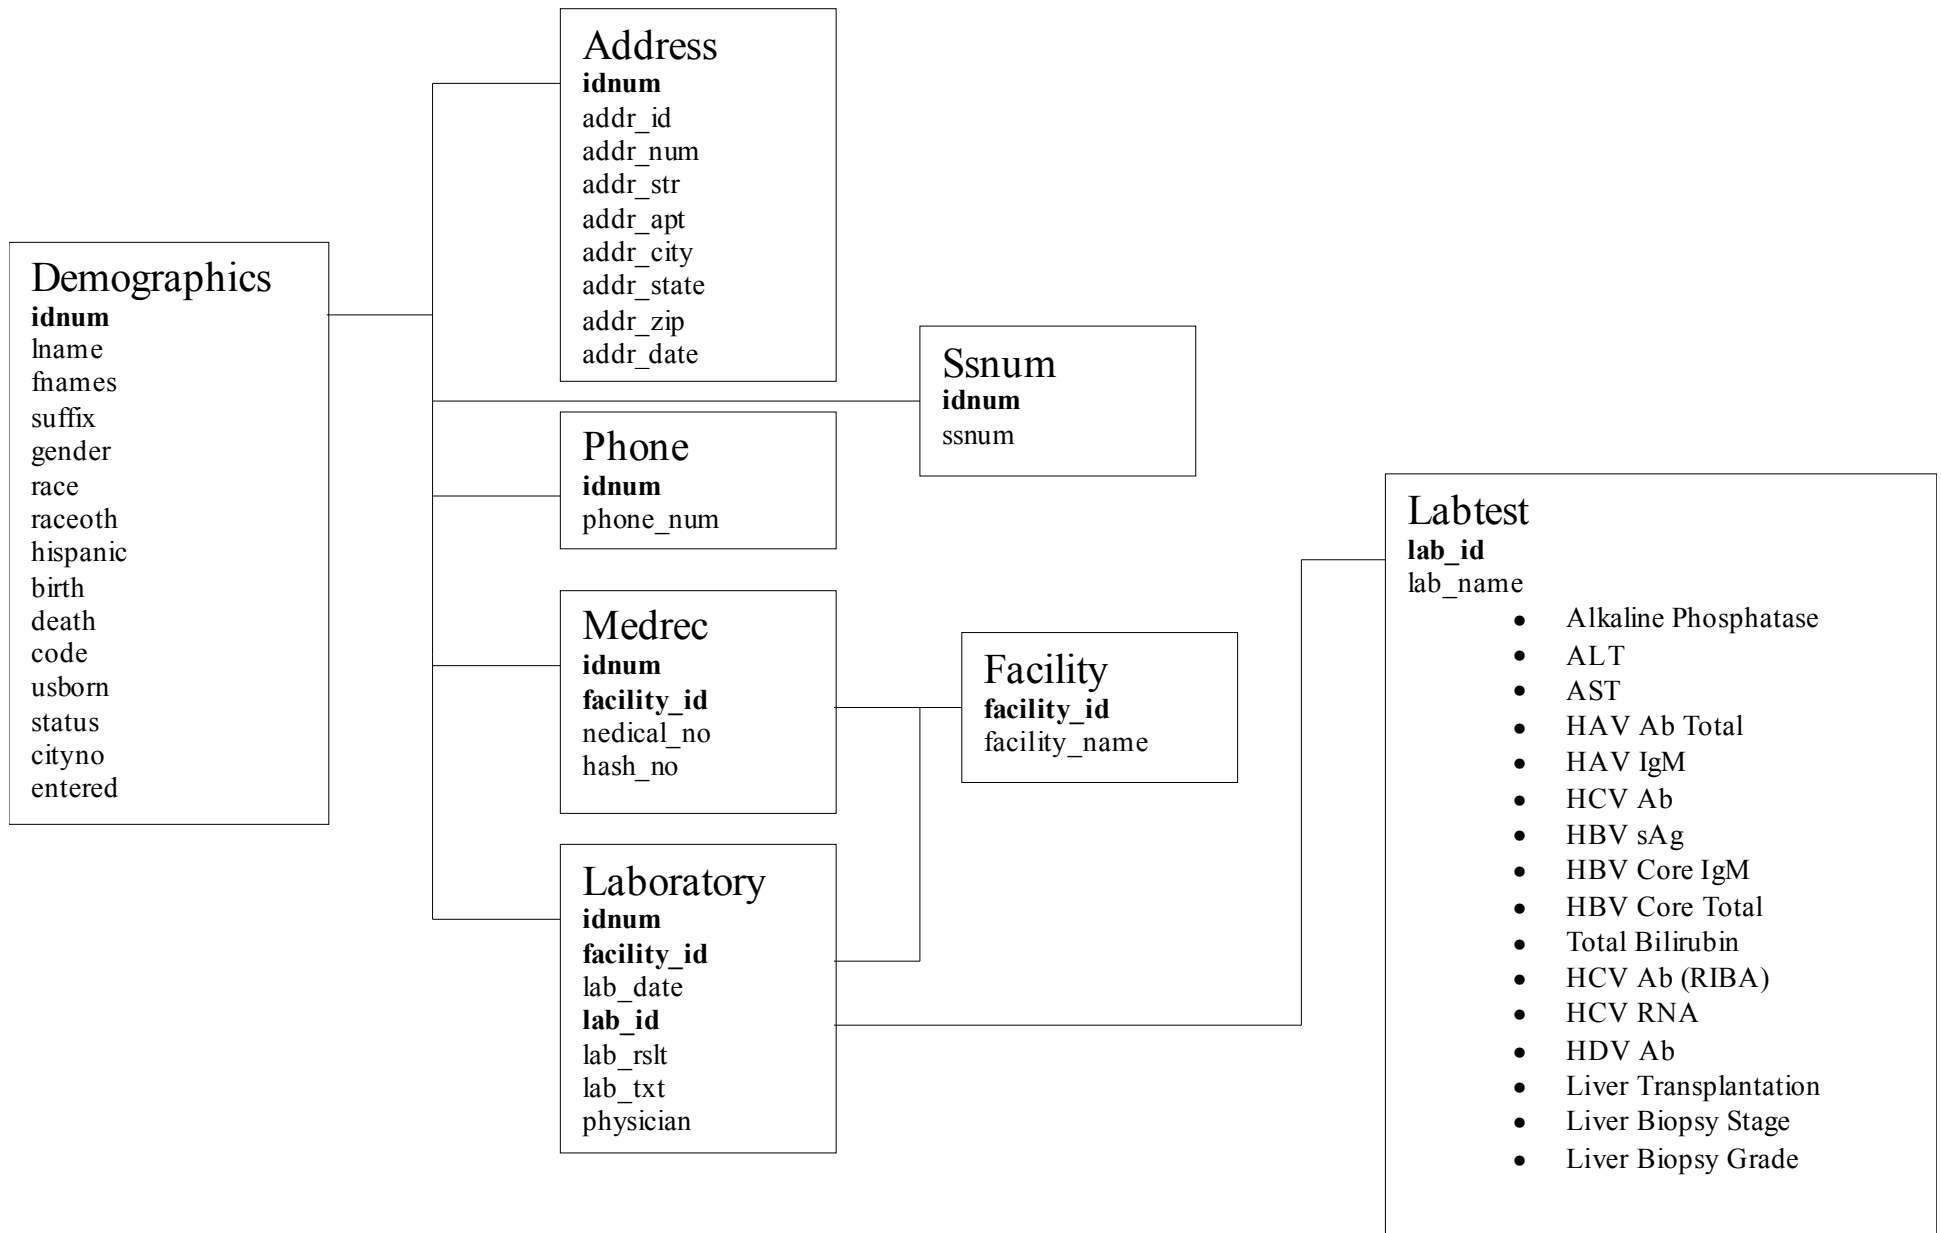 Address
idnum
addr_id
addr_num
addr_str
addr_apt
addr_city
addr_state
addr_zip
addr_date
Demographics
idnum
lname
fnames
suffix
gender
race
raceoth
hispanic
birth
death
code
usborn
status
cityno
entered
Ssnum
idnum
ssnum
Phone
idnum
phone_num
Medrec
idnum
facility_id
nedical_no
hash_no
Facility
facility_id
facility_name
Laboratory
idnum
facility_id
lab_date
lab_id
lab_rslt
lab_txt
physician
Labtest
lab_id
lab_name
• Alkaline Phosphatase
• ALT
• AST
• HAV Ab Total
• HAV IgM
• HCV Ab
• HBV sAg
• HBV Core IgM
• HBV Core Total
• Total Bilirubin
• HCV Ab (RIBA)
• HCV RNA
• HDV Ab
• Liver Transplantation
• Liver Biopsy Stage
• Liver Biopsy Grade